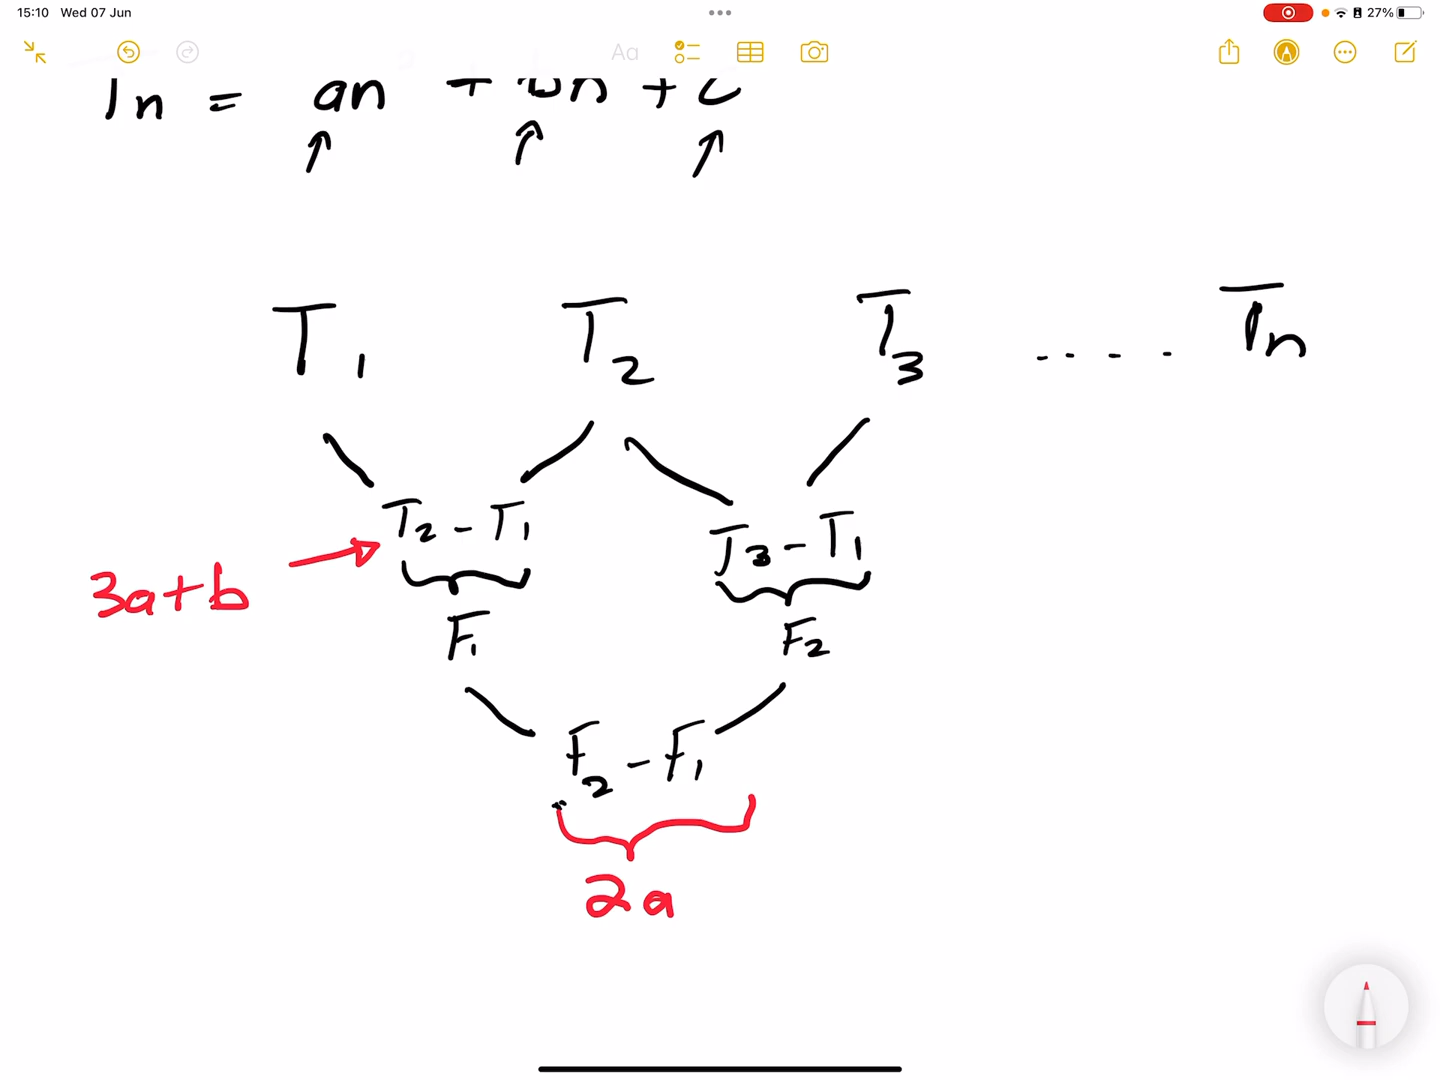 15:10 Wed 07 Jun 27%
Aa
Tn = an + bn + c
T1 T2 T3 .... Tn
T2 - T1 T3 - T1
3a+b
F1 F2
F2 - F1
2a